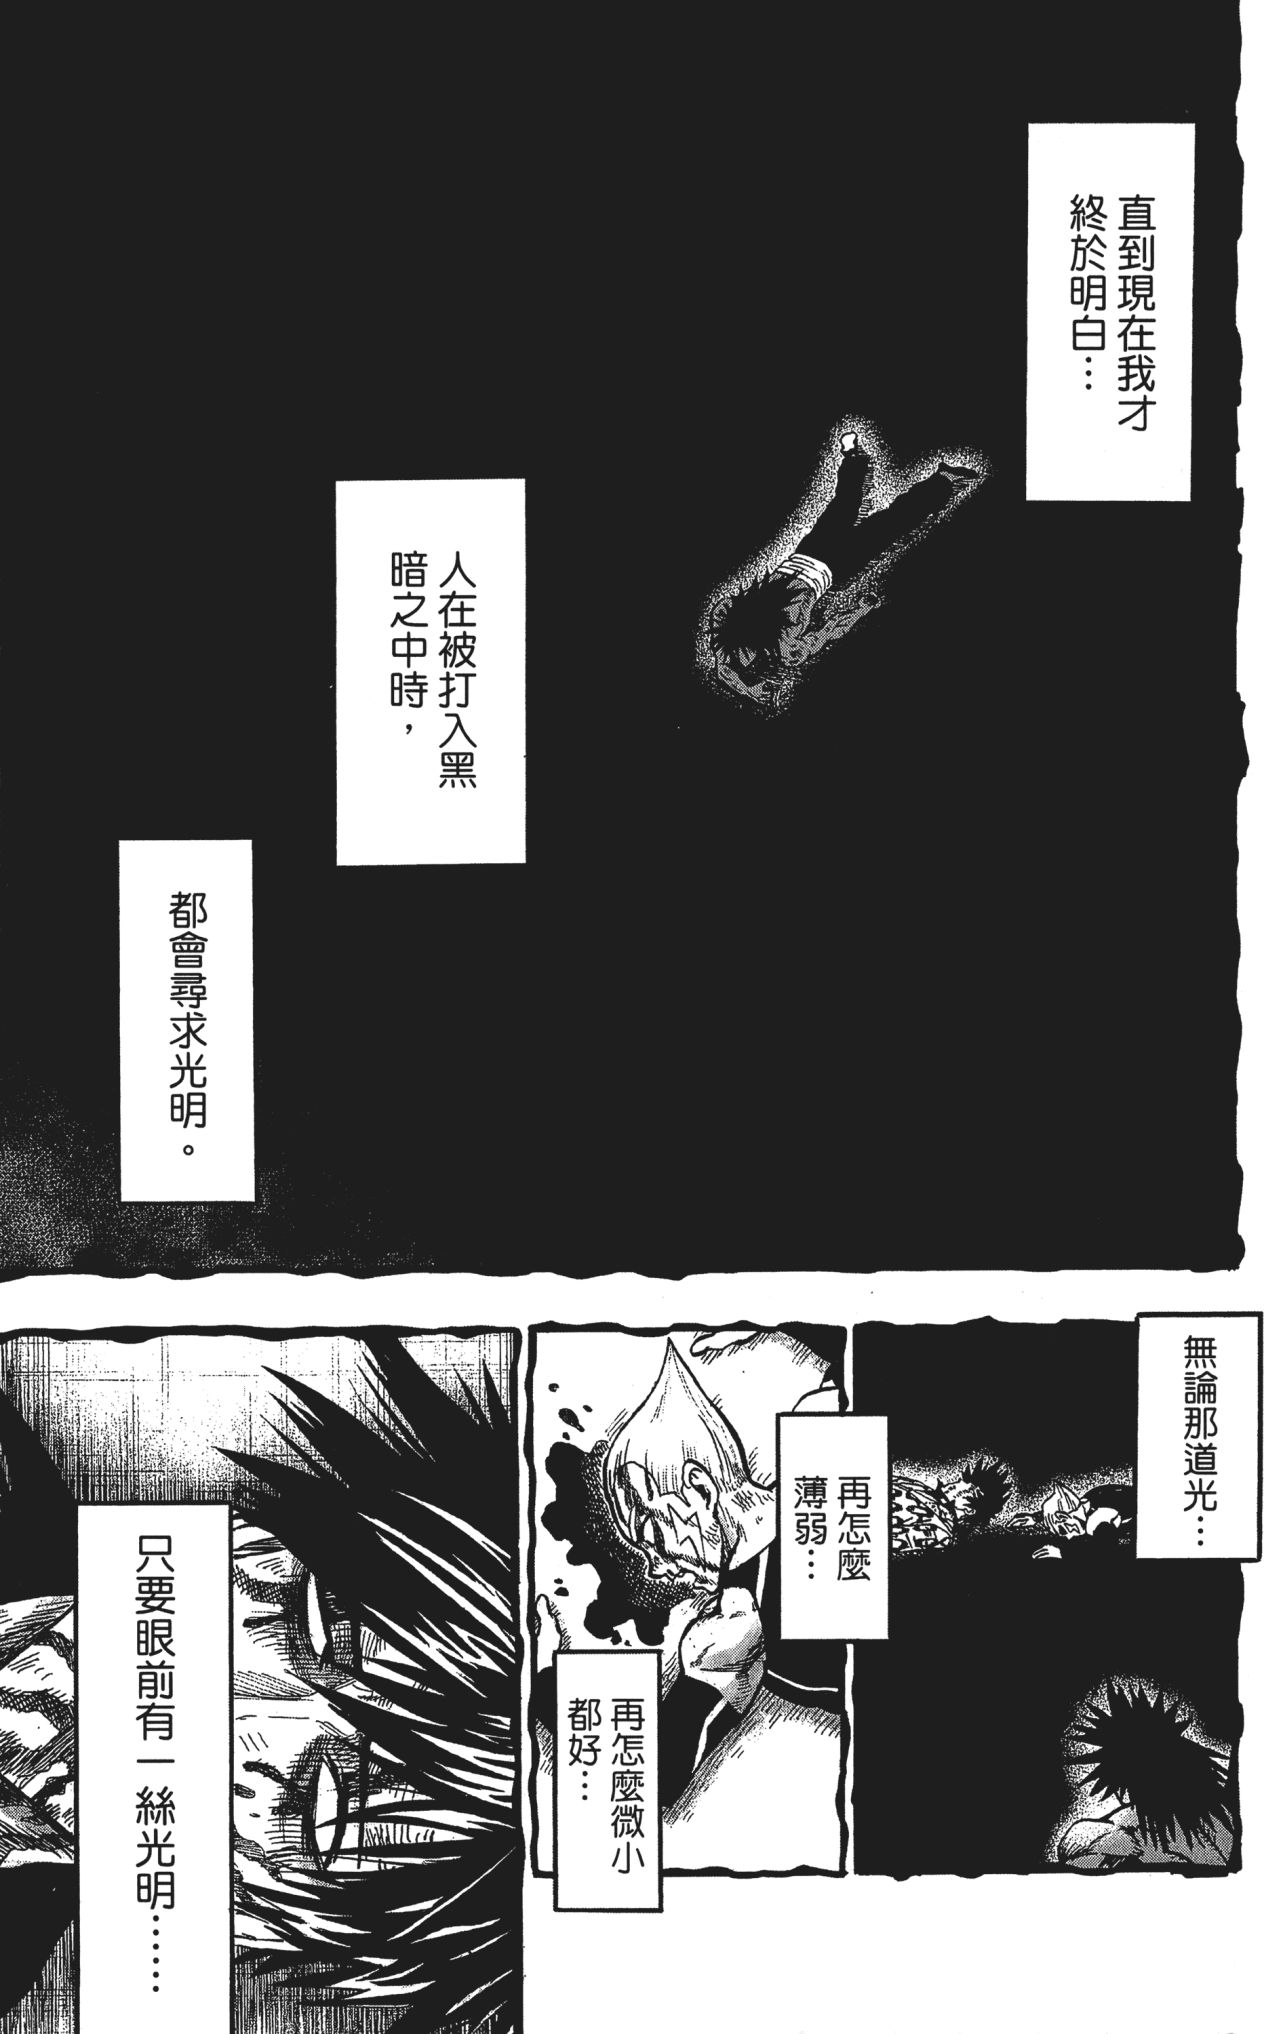 直到現在我才
終於明白…
人在被打入黑
暗之中時，
都會尋求光明。
無論那道光…
再怎麼
薄弱…
再怎麼微小
都好…
只要眼前有一絲光明……